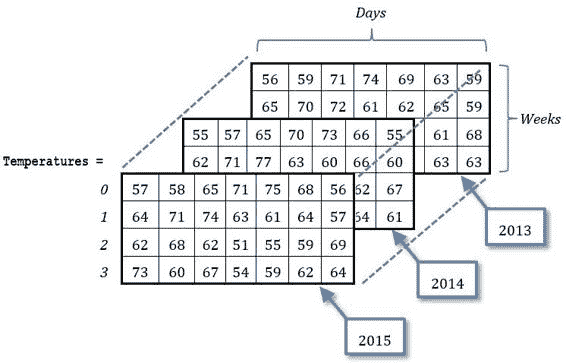 Days
56 59 71 74 69 63 59
65 70 72 61 62 65 59
55 57 65 70 73 66 55 61 68
Weeks
62 71 77 63 60 66 60 63 63
Temperatures =
0 57 58 65 71 75 68 56 62 67
1 64 71 74 63 61 64 57 64 61
2 62 68 62 51 55 59 69
3 73 60 67 54 59 62 64
2013
2014
2015